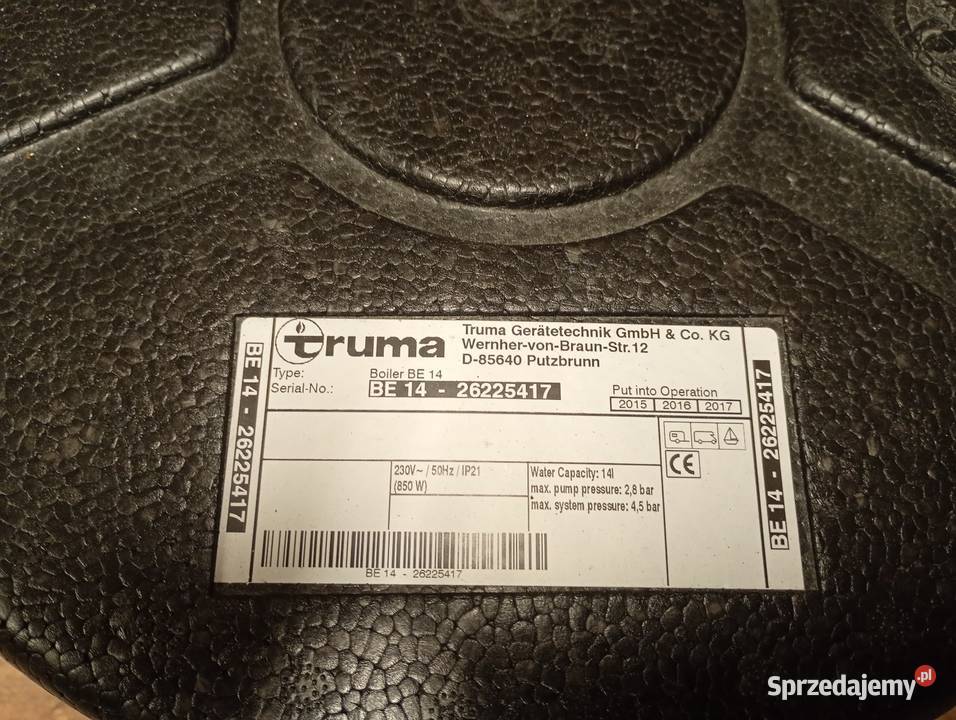 truma
Truma Gerätetechnik GmbH & Co. KG
Wernher-von-Braun-Str.12
D-85640 Putzbrunn
Type: Boiler BE 14
Serial-No.: BE 14 - 26225417
Put into Operation
2015 2016 2017
230V~ / 50Hz / IP21
(850 W)
Water Capacity: 14l
max. pump pressure: 2,8 bar
max. system pressure: 4,5 bar
CE
BE 14 - 26225417
BE 14 - 26225417
BE 14 - 26225417
Sprzedajemy.pl